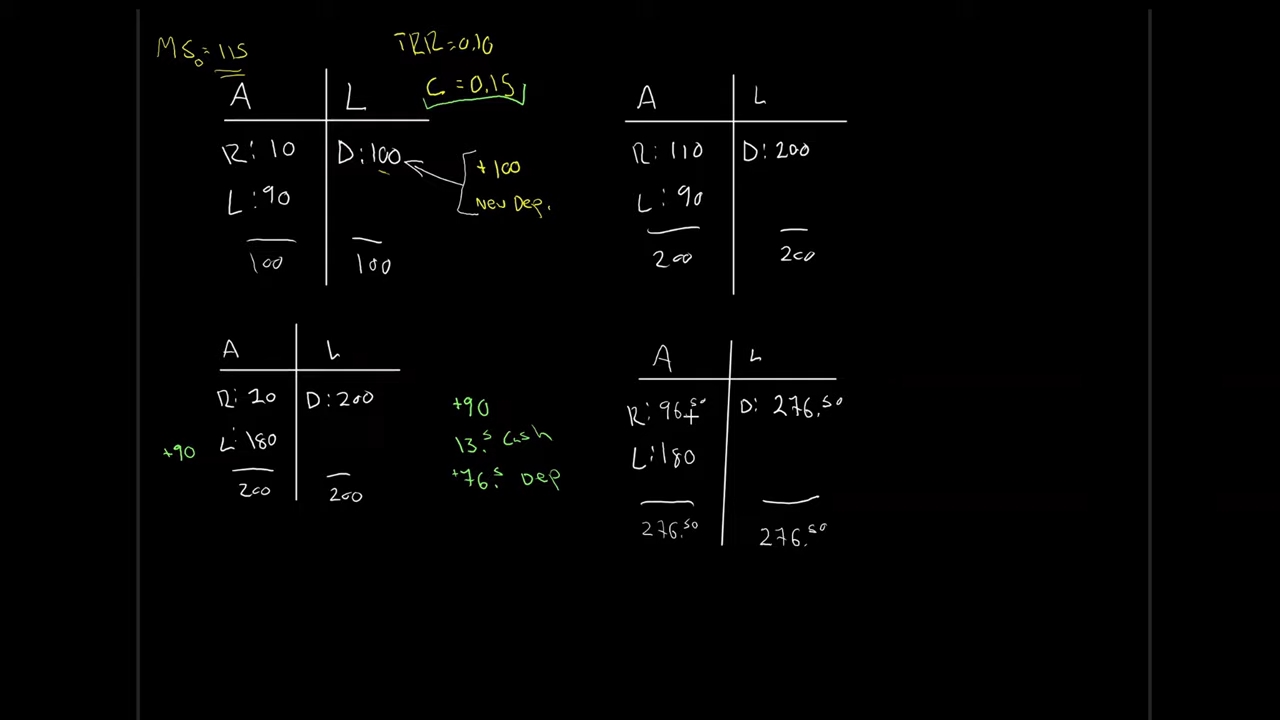 MS₀ = 115
TRR = 0.10
C = 0.15
A L
R: 10 D: 100
L: 90
100 100
+100
New Dep.
A L
R: 110 D: 200
L: 90
200 200
A L
R: 20 D: 200
+90 L: 180
200 200
+90
13.5 Cash
+76.5 Dep
A L
R: 96.50 D: 276.50
L: 180
276.50 276.50